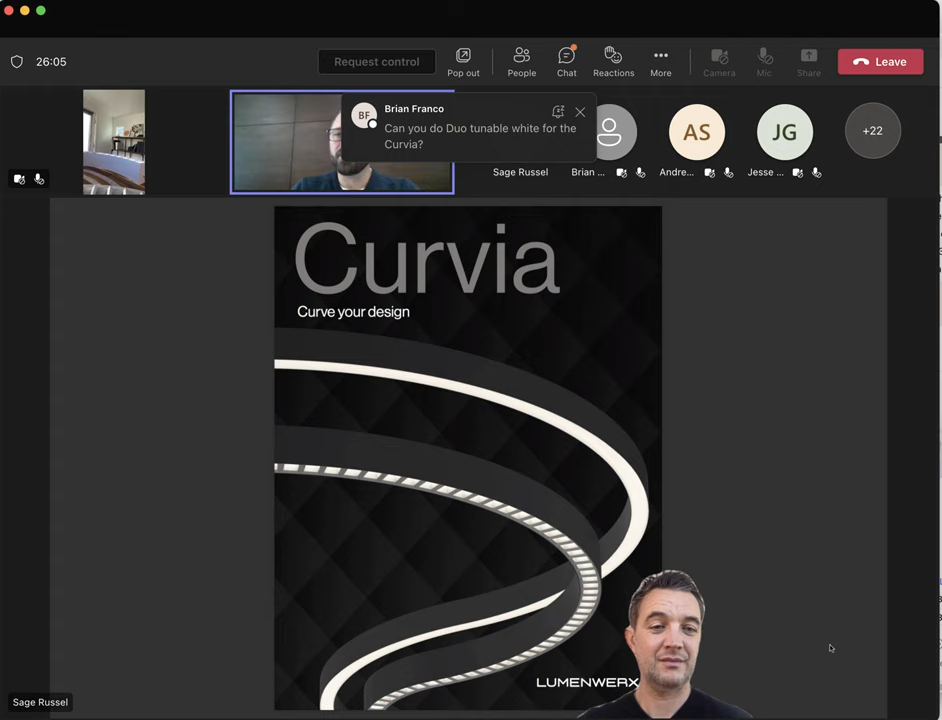 26:05
Request control
Pop out
People
Chat
Reactions
More
Camera
Mic
Share
Leave
BF
Brian Franco
Can you do Duo tunable white for the
Curvia?
AS
JG
+22
Sage Russel
Brian ...
Andre...
Jesse ...
Curvia
Curve your design
LUMENWERX
Sage Russel